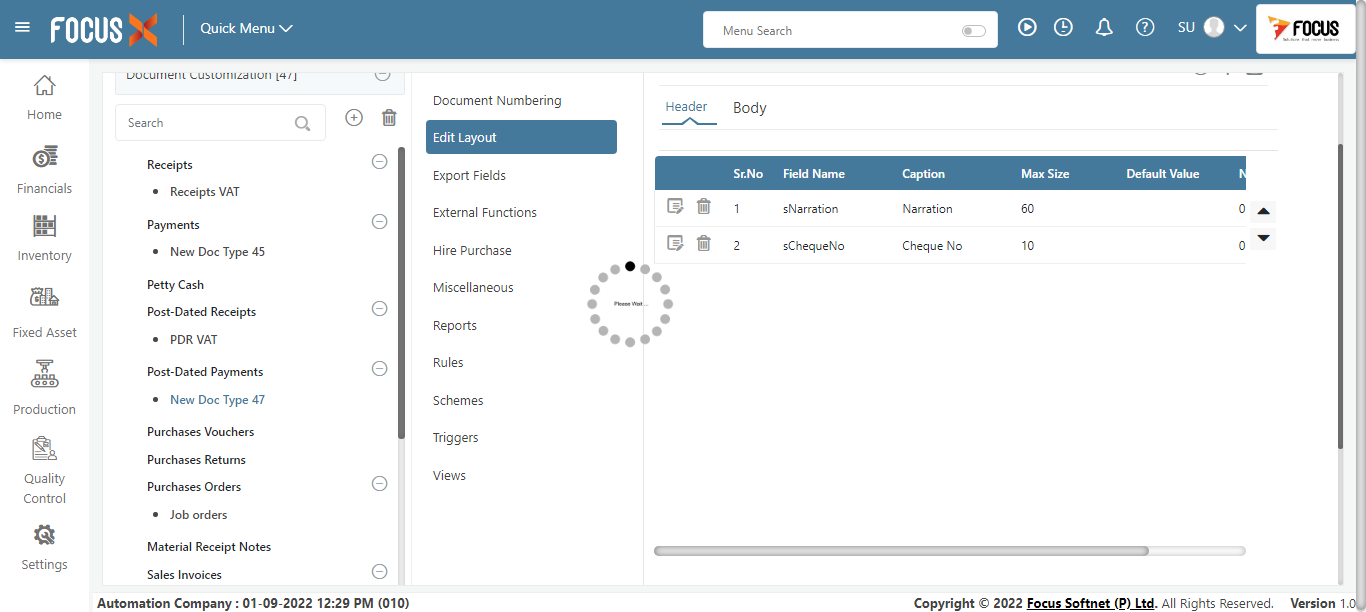 FOCUS X
Quick Menu
Menu Search
SU
FOCUS
Home
Financials
Inventory
Fixed Asset
Production
Quality
Control
Settings
Document Customization [47]
Search
Receipts
Receipts VAT
Payments
New Doc Type 45
Petty Cash
Post-Dated Receipts
PDR VAT
Post-Dated Payments
New Doc Type 47
Purchases Vouchers
Purchases Returns
Purchases Orders
Job orders
Material Receipt Notes
Sales Invoices
Document Numbering
Edit Layout
Export Fields
External Functions
Hire Purchase
Miscellaneous
Reports
Rules
Schemes
Triggers
Views
Please Wait...
Header Body
Sr.No Field Name Caption Max Size Default Value N
1 sNarration Narration 60 0
2 sChequeNo Cheque No 10 0
Automation Company : 01-09-2022 12:29 PM (010)
Copyright © 2022 Focus Softnet (P) Ltd. All Rights Reserved. Version 1.0